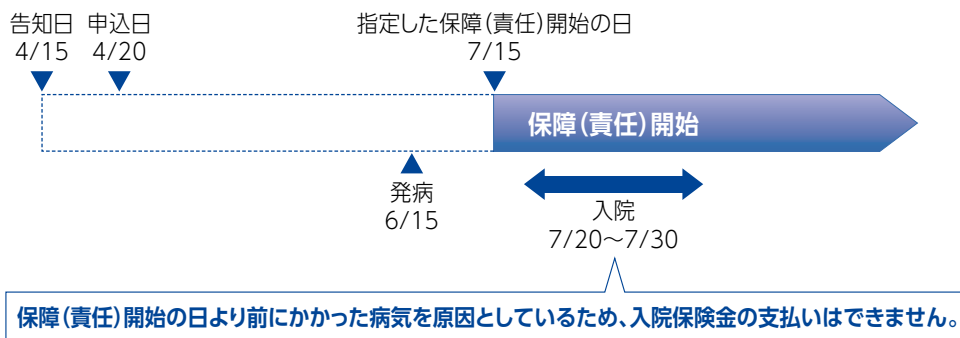 告知日 申込日 指定した保障(責任)開始の日
4/15 4/20 7/15
保障(責任)開始
発病
6/15
入院
7/20~7/30
保障(責任)開始の日より前にかかった病気を原因としているため、入院保険金の支払いはできません。